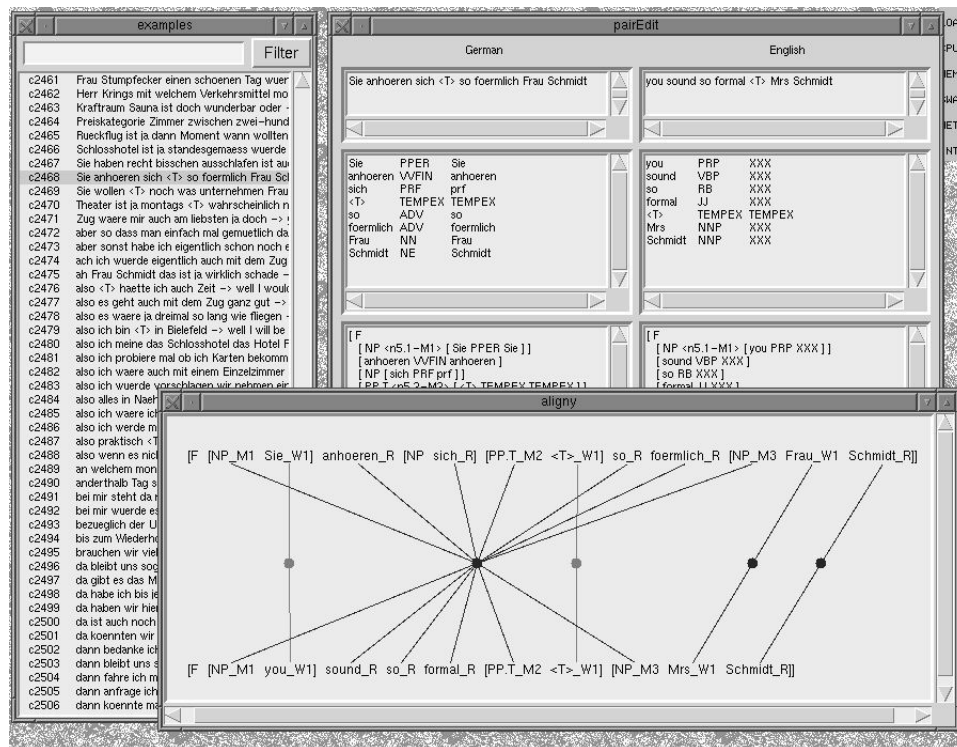 examples
Filter
c2461 Frau Stumpfecker einen schoenen Tag wuer
c2462 Herr Krings mit welchem Verkehrsmittel mo
c2463 Kraftraum Sauna ist doch wunderbar oder -
c2464 Preiskategorie Zimmer zwischen zwei-hund
c2465 Rueckflug ist ja dann Moment wann wollten
c2466 Schlosshotel ist ja standesgemaess wuerde
c2467 Sie haben recht bisschen ausschlafen ist au
c2468 Sie anhoeren sich <T> so foermlich Frau Scl
c2469 Sie wollen <T> noch was unternehmen Frau
c2470 Theater ist ja montags <T> wahrscheinlich n
c2471 Zug waere mir auch am liebsten ja doch ->
c2472 aber so dass man einfach mal gemuetlich da
c2473 aber sonst habe ich eigentlich schon noch e
c2474 ach ich wuerde eigentlich auch mit dem Zug
c2475 ah Frau Schmidt das ist ja wirklich schade -
c2476 also <T> haette ich auch Zeit -> well I woul
c2477 also es geht auch mit dem Zug ganz gut ->
c2478 also es waere ja dreimal so lang wie fliegen -
c2479 also ich bin <T> in Bielefeld -> well I will be
c2480 also ich meine das Schlosshotel das Hotel F
c2481 also ich probiere mal ob ich Karten bekomm
c2482 also ich waere auch mit einem Einzelzimmer
c2483 also ich wuerde vorschlagen wir nehmen eir
c2484 also alles in Naeh
c2485 also ich waere ich
c2486 also ich werde m
c2487 also praktisch <T
c2488 also wenn es nicl
c2489 an welchem mon
c2490 anderthalb Tag s
c2491 bei mir steht da r
c2492 bei mir wuerde es
c2493 bezueglich der U
c2494 bis zum Wiederho
c2495 brauchen wir viel
c2496 da bleibt uns sog
c2497 da gibt es das M
c2498 da habe ich bis je
c2499 da haben wir hier
c2500 da ist auch noch
c2501 da koennten wir
c2502 dann bedanke ich
c2503 dann bleibt uns s
c2504 dann fahre ich m
c2505 dann anfrage ich
c2506 dann koennte ma
pairEdit
German English
Sie anhoeren sich <T> so foermlich Frau Schmidt
you sound so formal <T> Mrs Schmidt
Sie PPER Sie
anhoeren VVFIN anhoeren
sich PRF prf
<T> TEMPEX TEMPEX
so ADV so
foermlich ADV foermlich
Frau NN Frau
Schmidt NE Schmidt
you PRP XXX
sound VBP XXX
so RB XXX
formal JJ XXX
<T> TEMPEX TEMPEX
Mrs NNP XXX
Schmidt NNP XXX
[ F
[ NP <n5.1-M1> [ Sie PPER Sie ] ]
[ anhoeren VVFIN anhoeren ]
[ NP [ sich PRF prf ] ]
[ PP.T <n5.2-M2> [ <T> TEMPEX TEMPEX ] ]
[ F
[ NP <n5.1-M1> [ you PRP XXX ] ]
[ sound VBP XXX ]
[ so RB XXX ]
[ formal JJ XXX ]
aligny
[F [NP_M1 Sie_W1] anhoeren_R [NP sich_R] [PP.T_M2 <T>_W1] so_R foermlich_R [NP_M3 Frau_W1 Schmidt_R]]
[F [NP_M1 you_W1] sound_R so_R formal_R [PP.T_M2 <T>_W1] [NP_M3 Mrs_W1 Schmidt_R]]